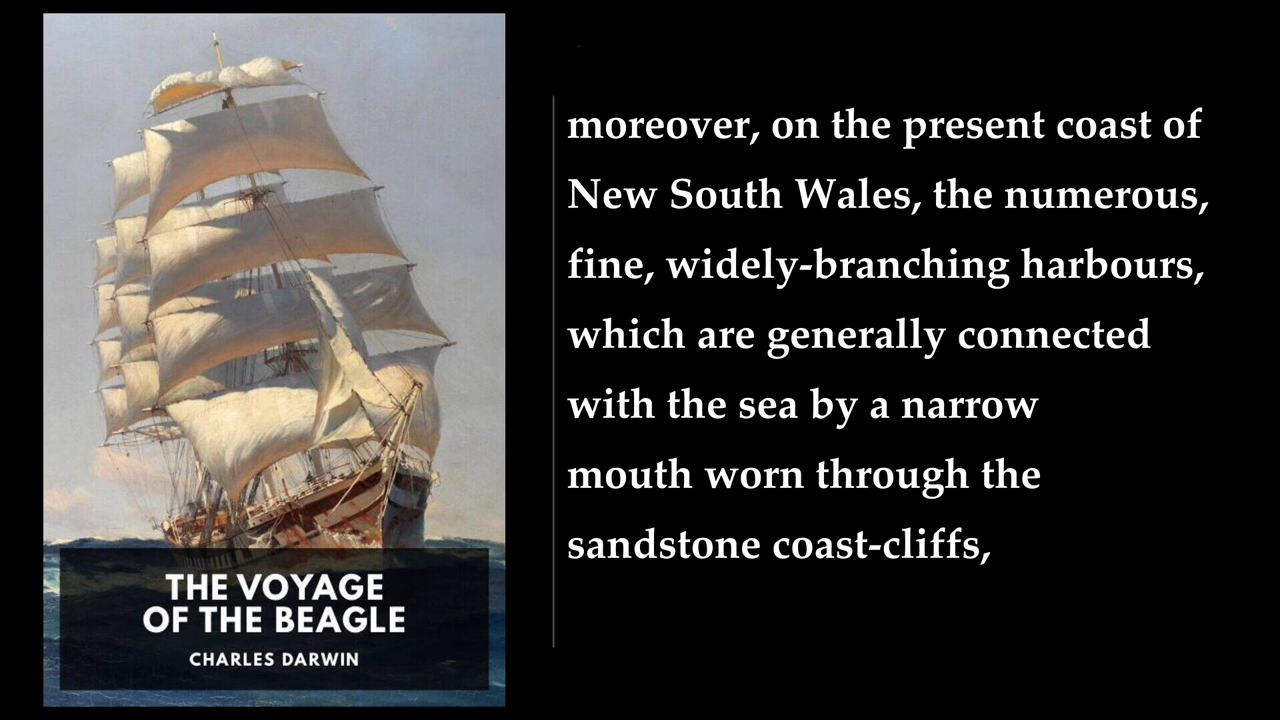 THE VOYAGE
OF THE BEAGLE
CHARLES DARWIN
moreover, on the present coast of
New South Wales, the numerous,
fine, widely-branching harbours,
which are generally connected
with the sea by a narrow
mouth worn through the
sandstone coast-cliffs,